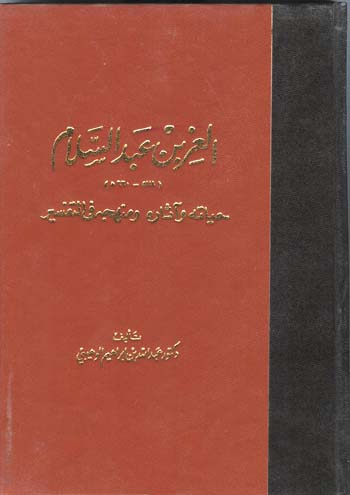 العز بن عبد السلام
حياته وآثاره ومنهجه في التفسير
تأليف
دكتور عبد الله بن إبراهيم الوهيبي